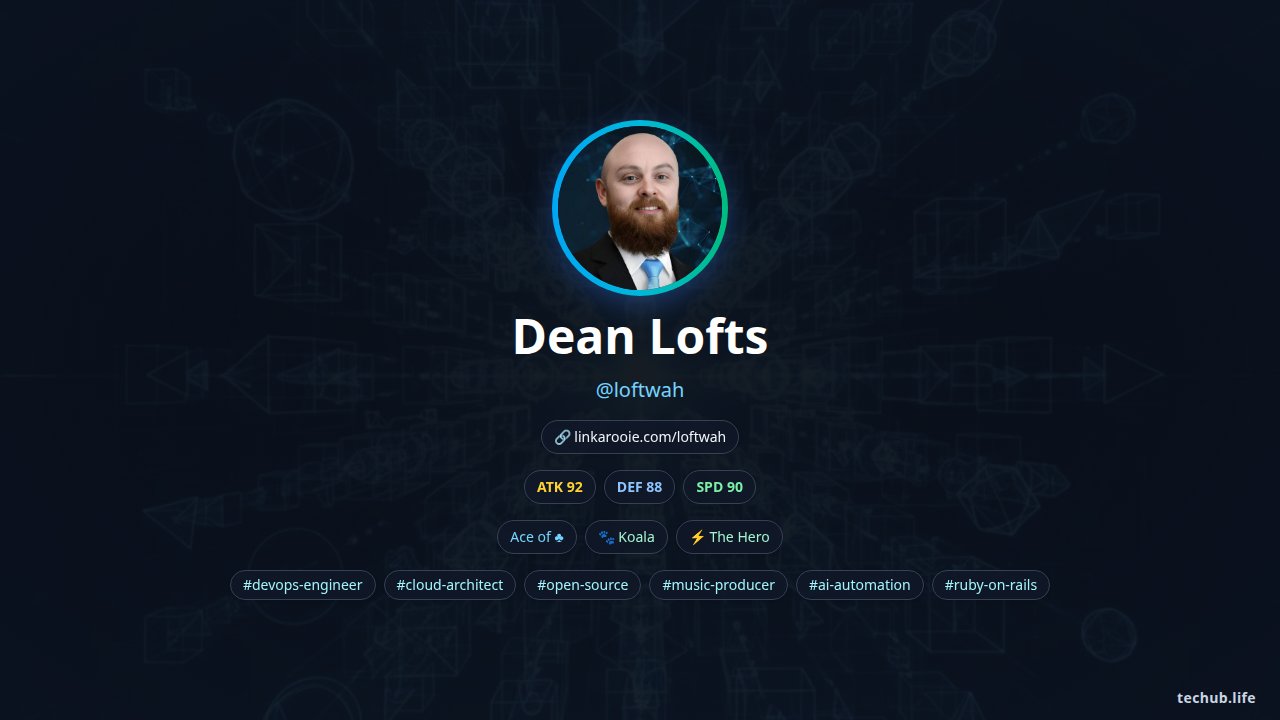 Dean Lofts
@loftwah
🔗 linkarooie.com/loftwah
ATK 92 DEF 88 SPD 90
Ace of ♣ 🐾 Koala ⚡ The Hero
#devops-engineer #cloud-architect #open-source #music-producer #ai-automation #ruby-on-rails
techub.life